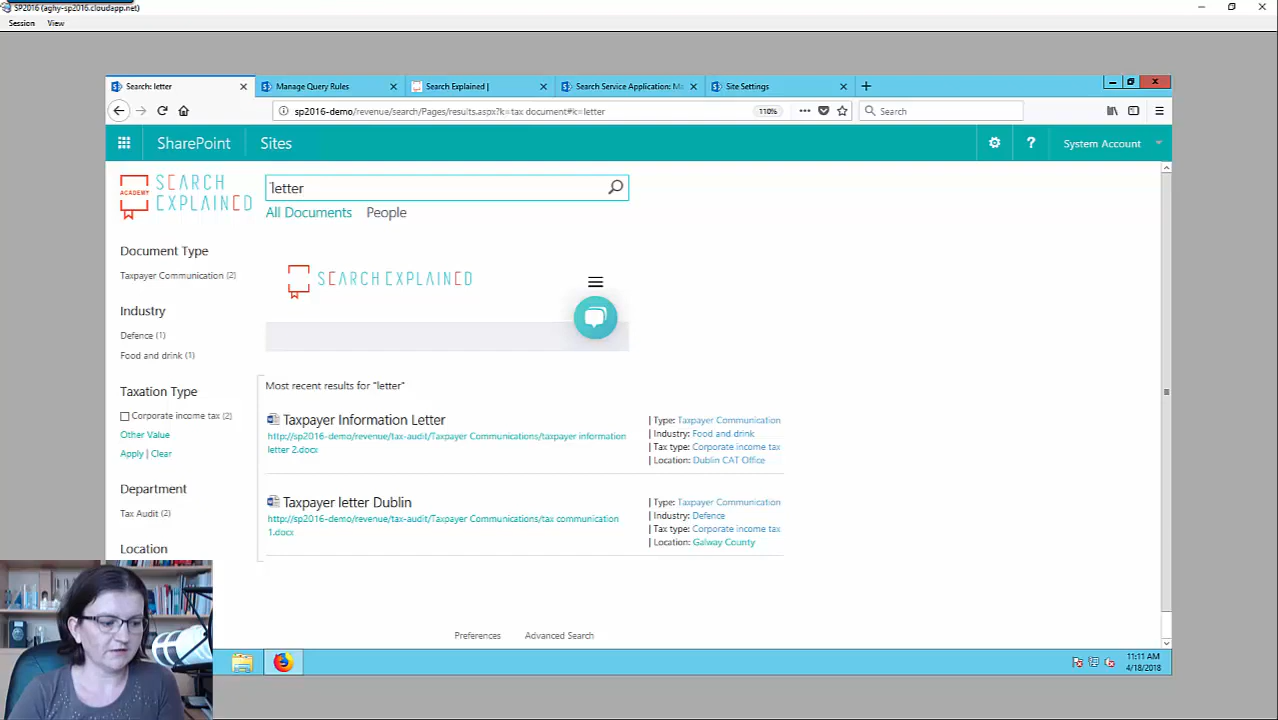 SP2016 (aghy-sp2016.cloudapp.net)
Session View
Search: letter
Manage Query Rules
Search Explained |
Search Service Application: Ma
Site Settings
sp2016-demo/revenue/search/Pages/results.aspx?k=tax document#k=letter
110%
Search
SharePoint Sites
System Account
ACADEMY
SEARCH
EXPLAINED
letter
All Documents People
Document Type
Taxpayer Communication (2)
Industry
Defence (1)
Food and drink (1)
Taxation Type
Corporate income tax (2)
Other Value
Apply | Clear
Department
Tax Audit (2)
Location
SEARCH EXPLAINED
Most recent results for "letter"
Taxpayer Information Letter
http://sp2016-demo/revenue/tax-audit/Taxpayer Communications/taxpayer information
letter 2.docx
| Type: Taxpayer Communication
| Industry: Food and drink
| Tax type: Corporate income tax
| Location: Dublin CAT Office
Taxpayer letter Dublin
http://sp2016-demo/revenue/tax-audit/Taxpayer Communications/tax communication
1.docx
| Type: Taxpayer Communication
| Industry: Defence
| Tax type: Corporate income tax
| Location: Galway County
Preferences Advanced Search
11:11 AM
4/18/2018